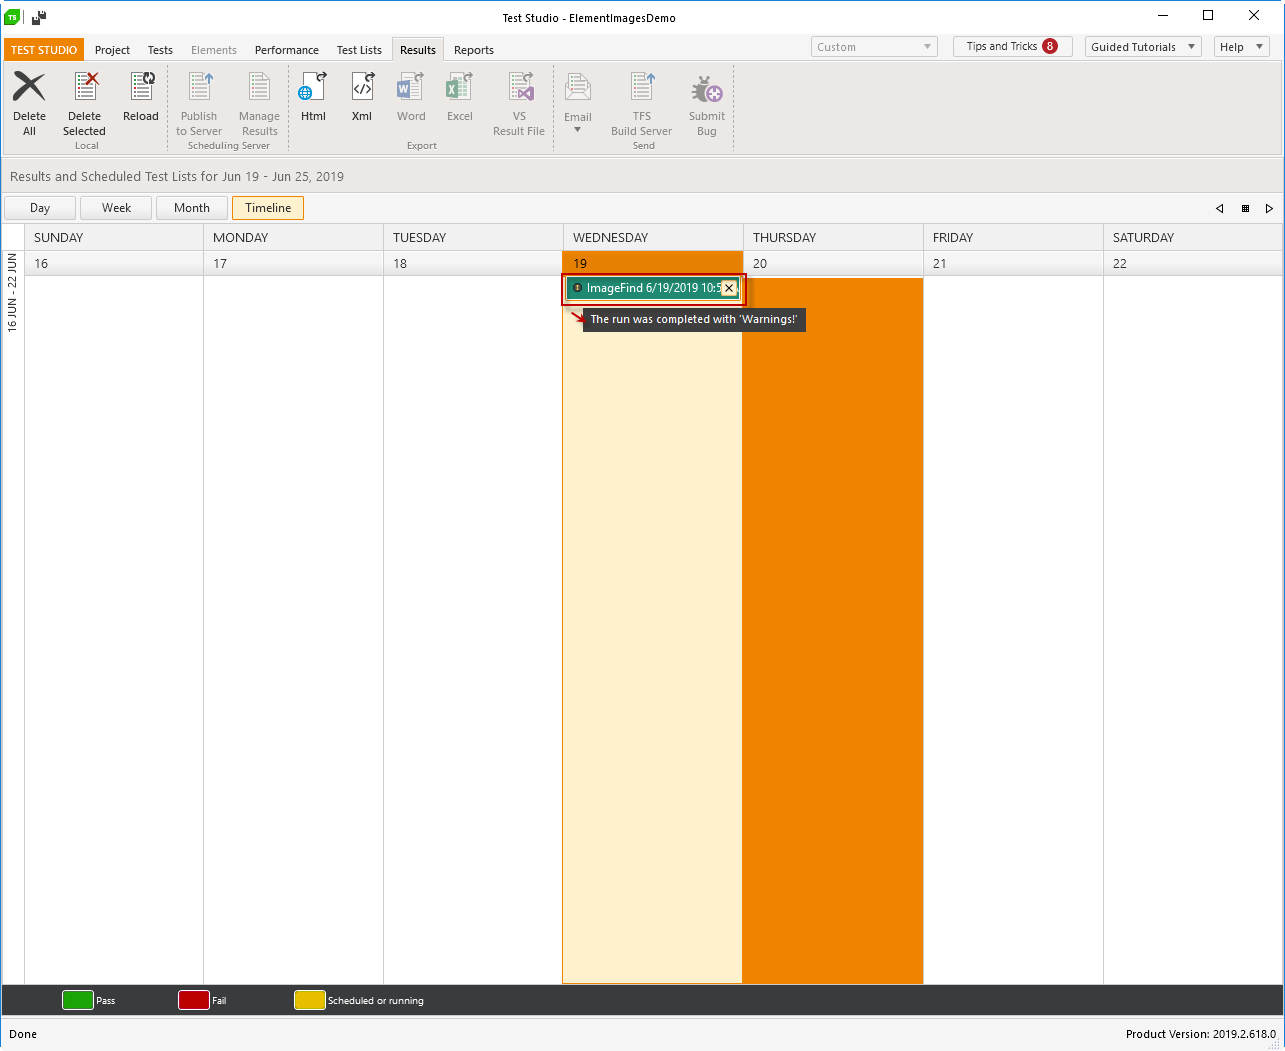 TS
Test Studio - ElementImagesDemo
TEST STUDIO Project Tests Elements Performance Test Lists Results Reports Custom Tips and Tricks 8 Guided Tutorials Help
Delete All
Delete Selected
Reload
Local
Publish to Server
Manage Results
Scheduling Server
Html
Xml
Word
Excel
VS Result File
Export
Email
TFS Build Server
Submit Bug
Send
Results and Scheduled Test Lists for Jun 19 - Jun 25, 2019
Day Week Month Timeline
SUNDAY MONDAY TUESDAY WEDNESDAY THURSDAY FRIDAY SATURDAY
16 JUN - 22 JUN
16 17 18 19 20 21 22
ImageFind 6/19/2019
The run was completed with 'Warnings!'
Pass Fail Scheduled or running
Done Product Version: 2019.2.618.0